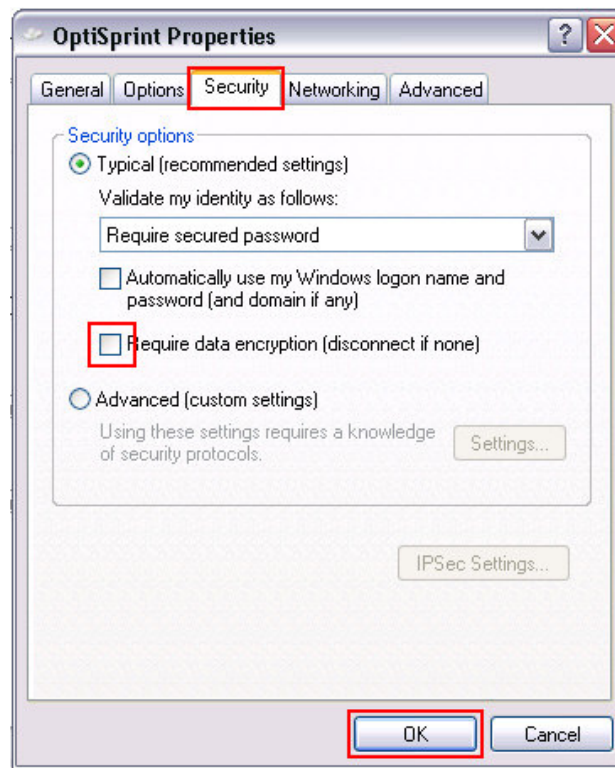 OptiSprint Properties
General Options Security Networking Advanced
Security options
Typical (recommended settings)
Validate my identity as follows:
Require secured password
Automatically use my Windows logon name and
password (and domain if any)
Require data encryption (disconnect if none)
Advanced (custom settings)
Using these settings requires a knowledge
of security protocols.
Settings...
IPSec Settings...
OK Cancel